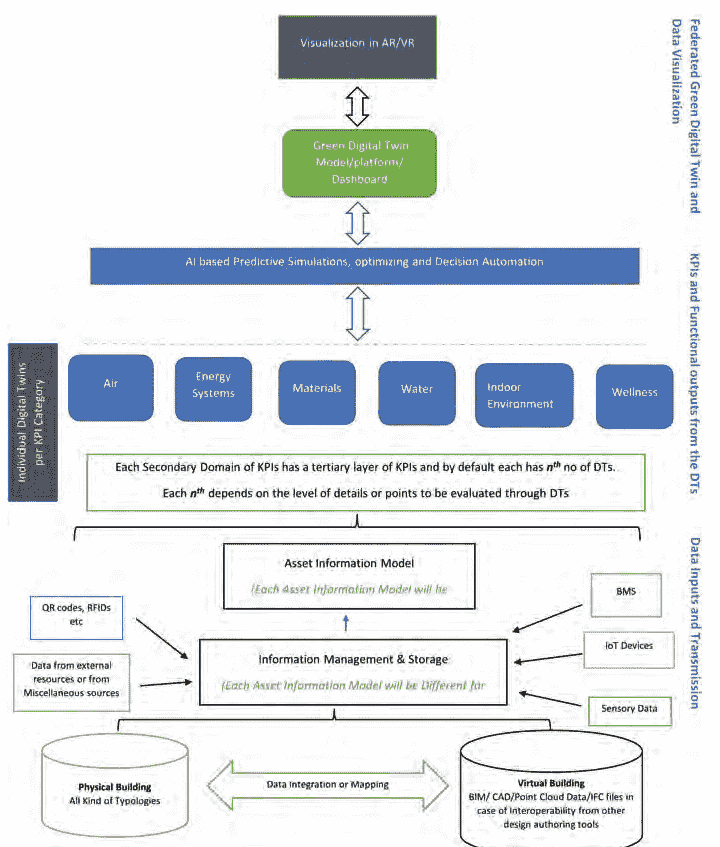 Visualization in AR/VR
Green Digital Twin
Model/platform/
Dashboard
AI based Predictive Simulations, optimizing and Decision Automation
Individual Digital Twins
per KPI Category
Air
Energy
Systems
Materials
Water
Indoor
Environment
Wellness
Each Secondary Domain of KPIs has a tertiary layer of KPIs and by default each has nth no of DTs.
Each nth depends on the level of details or points to be evaluated through DTs
Asset Information Model
(Each Asset Information Model will be
QR codes, RFIDs
etc
Data from external
resources or from
Miscellaneous sources
Information Management & Storage
(Each Asset Information Model will be Different for
BMS
IoT Devices
Sensory Data
Physical Building
All Kind of Typologies
Data Integration or Mapping
Virtual Building
BIM/ CAD/Point Cloud Data/IFC files in
case of Interoperability from other
design authoring tools
Federated Green Digital Twin and
Data Visualization
KPIs and Functional outputs from the DTs
Data Inputs and Transmission